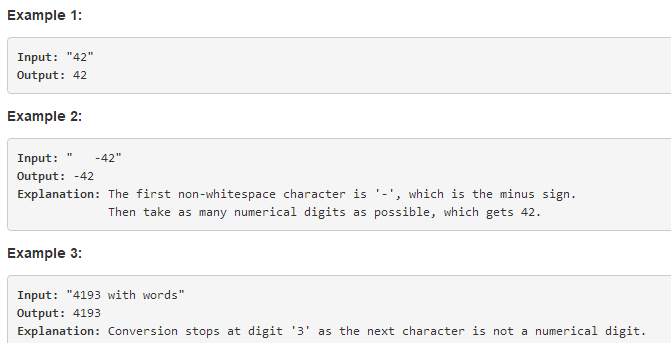 Example 1:
Input: "42"
Output: 42
Example 2:
Input: "   -42"
Output: -42
Explanation: The first non-whitespace character is '-', which is the minus sign.
Then take as many numerical digits as possible, which gets 42.
Example 3:
Input: "4193 with words"
Output: 4193
Explanation: Conversion stops at digit '3' as the next character is not a numerical digit.